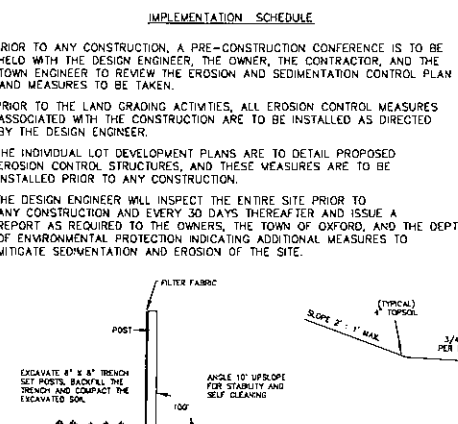 IMPLEMENTATION SCHEDULE
RIOR TO ANY CONSTRUCTION, A PRE-CONSTRUCTION CONFERENCE IS TO BE
HELD WITH THE DESIGN ENGINEER, THE OWNER, THE CONTRACTOR, AND THE
TOWN ENGINEER TO REVIEW THE EROSION AND SEDIMENTATION CONTROL PLAN
AND MEASURES TO BE TAKEN.
PRIOR TO THE LAND GRADING ACTIVITIES, ALL EROSION CONTROL MEASURES
ASSOCIATED WITH THE CONSTRUCTION ARE TO BE INSTALLED AS DIRECTED
BY THE DESIGN ENGINEER.
HE INDIVIDUAL LOT DEVELOPMENT PLANS ARE TO DETAIL PROPOSED
EROSION CONTROL STRUCTURES, AND THESE MEASURES ARE TO BE
INSTALLED PRIOR TO ANY CONSTRUCTION.
THE DESIGN ENGINEER WILL INSPECT THE ENTIRE SITE PRIOR TO
ANY CONSTRUCTION AND EVERY 30 DAYS THEREAFTER AND ISSUE A
REPORT AS REQUIRED TO THE OWNERS, THE TOWN OF OXFORD, AND THE DEPT
OF ENVIRONMENTAL PROTECTION INDICATING ADDITIONAL MEASURES TO
MITIGATE SEDIMENTATION AND EROSION OF THE SITE.
FILTER FABRIC
POST
EXCAVATE 8" X 8" TRENCH
SET POSTS, BACKFILL THE
TRENCH AND COMPACT THE
EXCAVATED SOIL
ANGLE 10° UPSLOPE
FOR STABILITY AND
SELF CLEANING
100°
SLOPE 2' : 1' MAX.
(TYPICAL)
4" TOPSOIL
3/4
PER